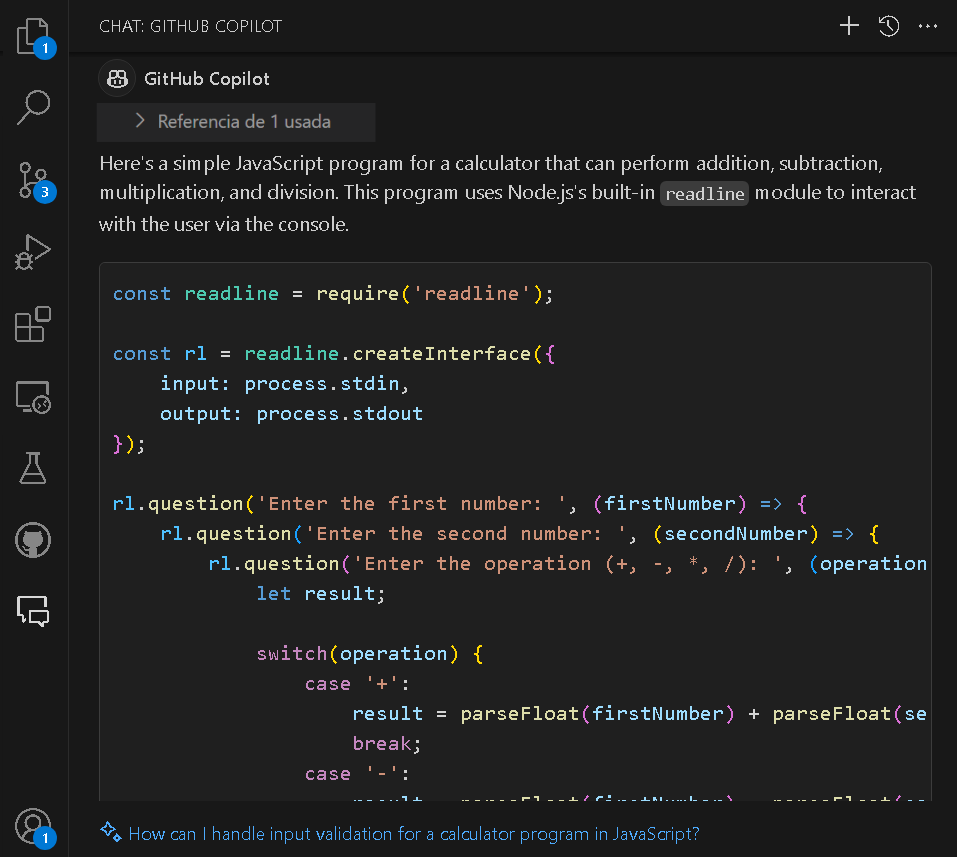 CHAT: GITHUB COPILOT
1
GitHub Copilot
Referencia de 1 usada
Here's a simple JavaScript program for a calculator that can perform addition, subtraction,
multiplication, and division. This program uses Node.js's built-in readline module to interact
with the user via the console.
3
const readline = require('readline');
const rl = readline.createInterface({
    input: process.stdin,
    output: process.stdout
});
rl.question('Enter the first number: ', (firstNumber) => {
    rl.question('Enter the second number: ', (secondNumber) => {
        rl.question('Enter the operation (+, -, *, /): ', (operation
            let result;
            switch(operation) {
                case '+':
                    result = parseFloat(firstNumber) + parseFloat(se
                    break;
                case '-':
                    result = parseFloat(firstNumber) - parseFloat(se
How can I handle input validation for a calculator program in JavaScript?
1